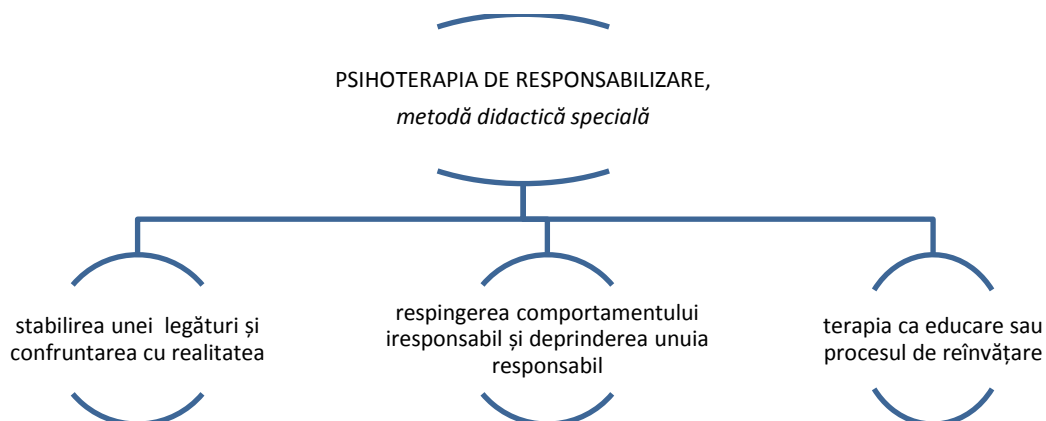 PSIHOTERAPIA DE RESPONSABILIZARE,
metodă didactică specială
stabilirea unei legături și
confruntarea cu realitatea
respingerea comportamentului
iresponsabil și deprinderea unuia
responsabil
terapia ca educare sau
procesul de reînvățare